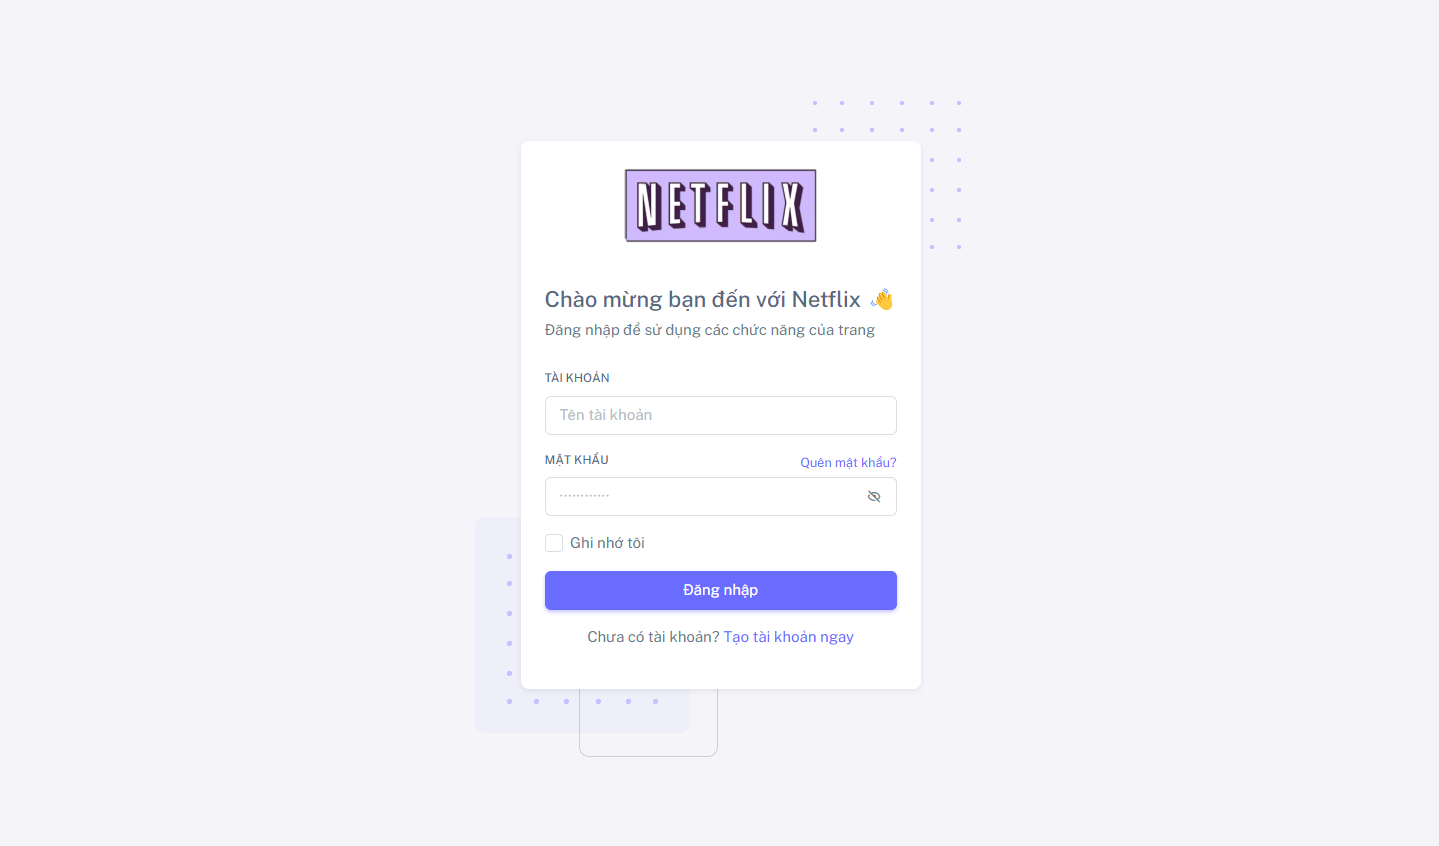 NETFLIX
Chào mừng bạn đến với Netflix 👋
Đăng nhập để sử dụng các chức năng của trang
TÀI KHOẢN
Tên tài khoản
MẬT KHẨU
Quên mật khẩu?
············
Ghi nhớ tôi
Đăng nhập
Chưa có tài khoản? Tạo tài khoản ngay